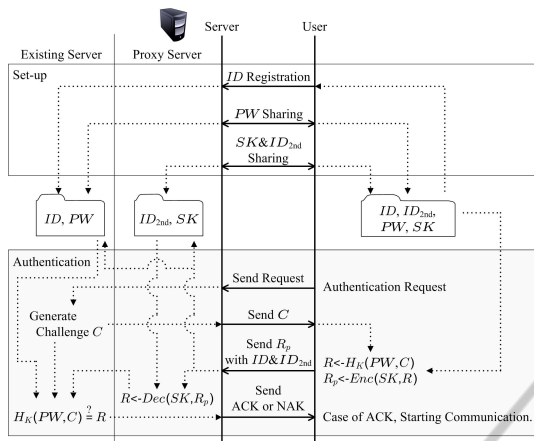 Server
User
Existing Server
Proxy Server
Set-up
ID Registration
PW Sharing
SK&ID2nd
Sharing
ID, PW
ID2nd, SK
ID, ID2nd,
PW, SK
Authentication
Send Request
Authentication Request
Generate
Challenge C
Send C
Send Rp
with ID&ID2nd
R<-HK(PW,C)
Rp<-Enc(SK,R)
R<-Dec(SK,Rp)
Send
ACK or NAK
HK(PW,C) ?= R
Case of ACK, Starting Communication.